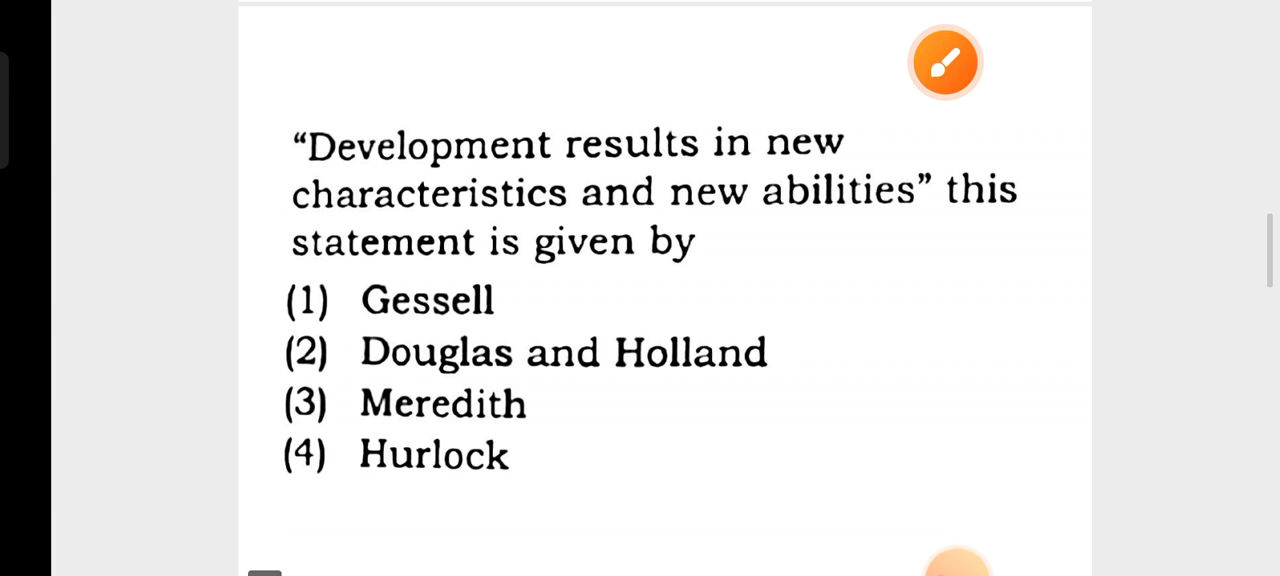 “Development results in new
characteristics and new abilities” this
statement is given by
(1) Gessell
(2) Douglas and Holland
(3) Meredith
(4) Hurlock